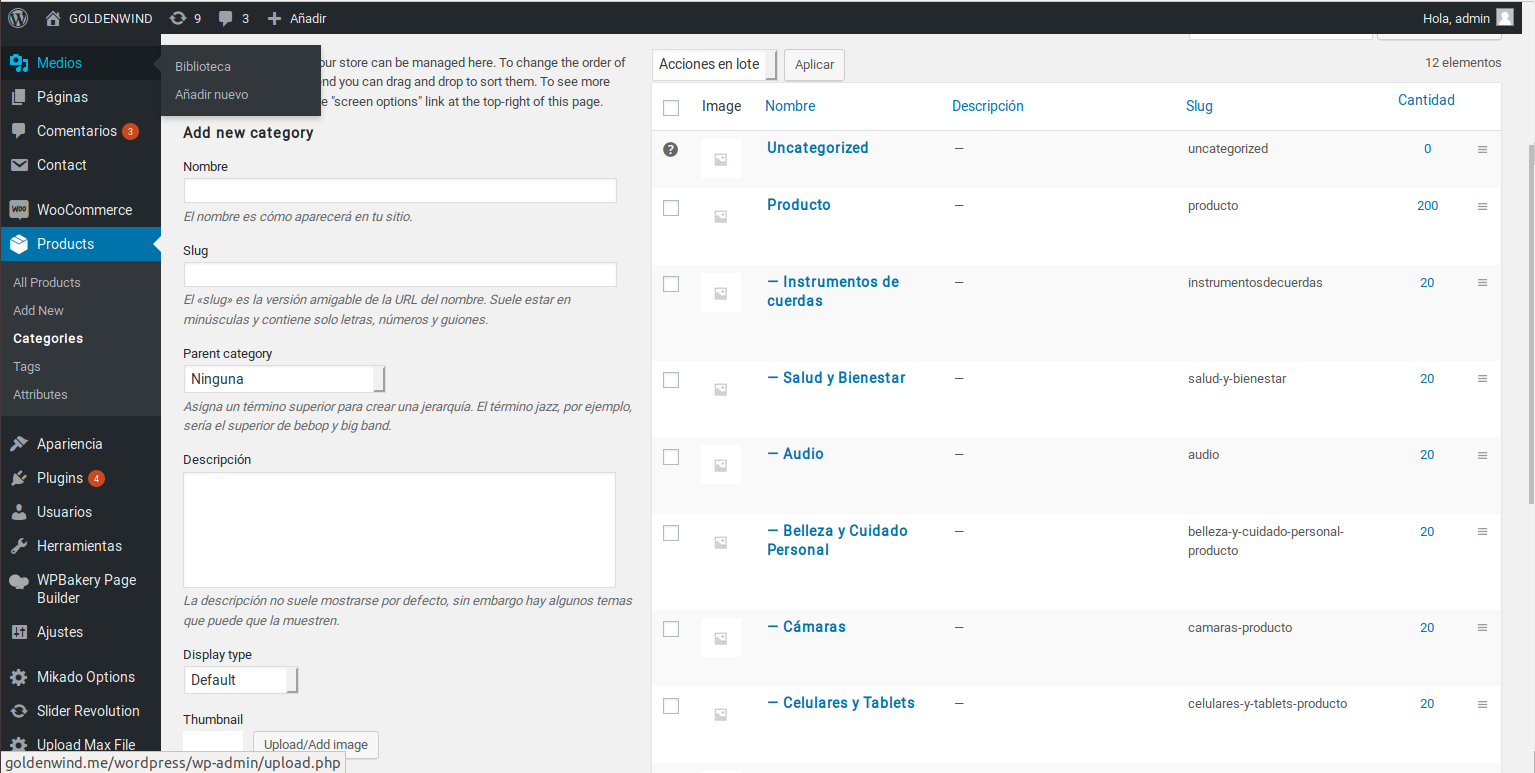 GOLDENWIND 9 3 Añadir
Hola, admin
Medios
Páginas
Comentarios 3
Contact
WooCommerce
Products
All Products
Add New
Categories
Tags
Attributes
Apariencia
Plugins 4
Usuarios
Herramientas
WPBakery Page
Builder
Ajustes
Mikado Options
Slider Revolution
Upload Max File
Biblioteca
Añadir nuevo
our store can be managed here. To change the order of
end you can drag and drop to sort them. To see more
"screen options" link at the top-right of this page.
Add new category
Nombre
El nombre es cómo aparecerá en tu sitio.
Slug
El «slug» es la versión amigable de la URL del nombre. Suele estar en
minúsculas y contiene solo letras, números y guiones.
Parent category
Ninguna
Asigna un término superior para crear una jerarquía. El término jazz, por ejemplo,
sería el superior de bebop y big band.
Descripción
La descripción no suele mostrarse por defecto, sin embargo hay algunos temas
que puede que la muestren.
Display type
Default
Thumbnail
Upload/Add image
Acciones en lote
Aplicar
12 elementos
Image Nombre Descripción Slug Cantidad
Uncategorized — uncategorized 0
Producto — producto 200
— Instrumentos de
cuerdas — instrumentosdecuerdas 20
— Salud y Bienestar — salud-y-bienestar 20
— Audio — audio 20
— Belleza y Cuidado
Personal — belleza-y-cuidado-personal-
producto 20
— Cámaras — camaras-producto 20
— Celulares y Tablets — celulares-y-tablets-producto 20
goldenwind.me/wordpress/wp-admin/upload.php